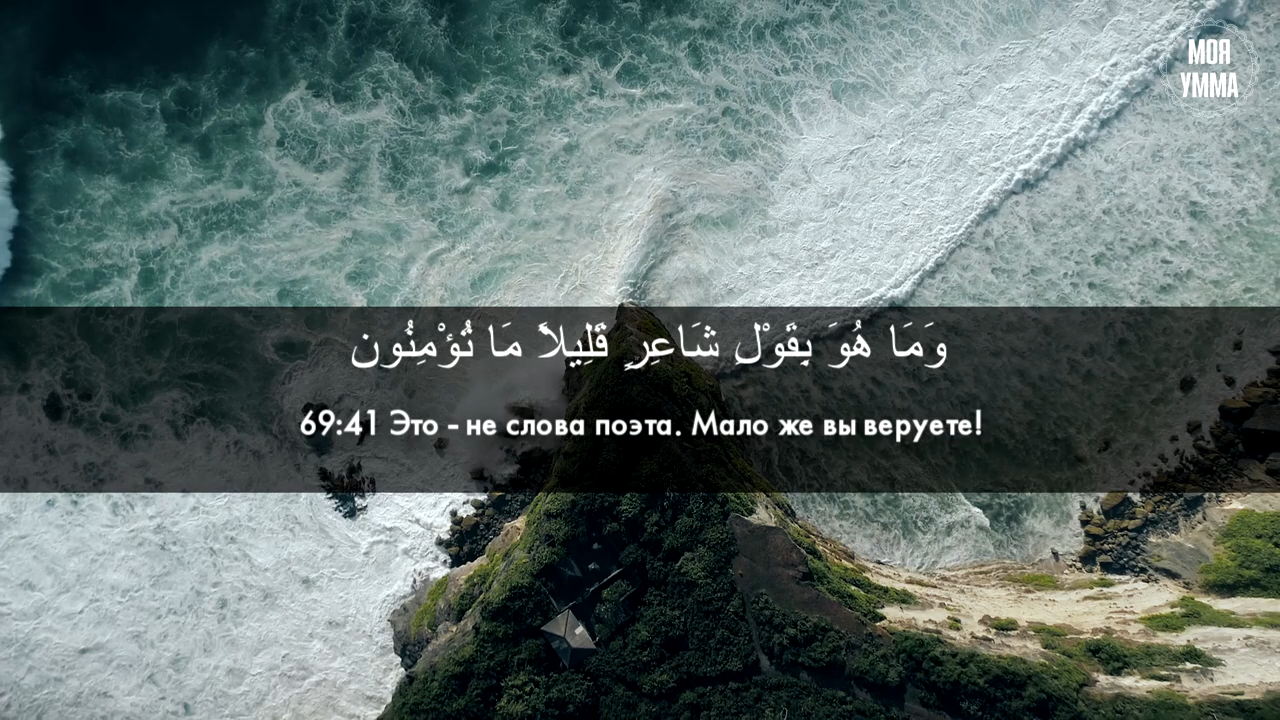 МОЯ
УММА
وَمَا هُوَ بِقَوْلِ شَاعِرٍ قَلِيلاً مَا تُؤْمِنُون
69:41 Это - не слова поэта. Мало же вы веруете!